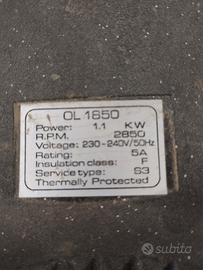 OL 1850
Power: 1.1 KW
R.P.M. 2850
Voltage: 230-240V/50Hz
Rating: 5A
Insulation class: F
Service type: S3
Thermally Protected
subito